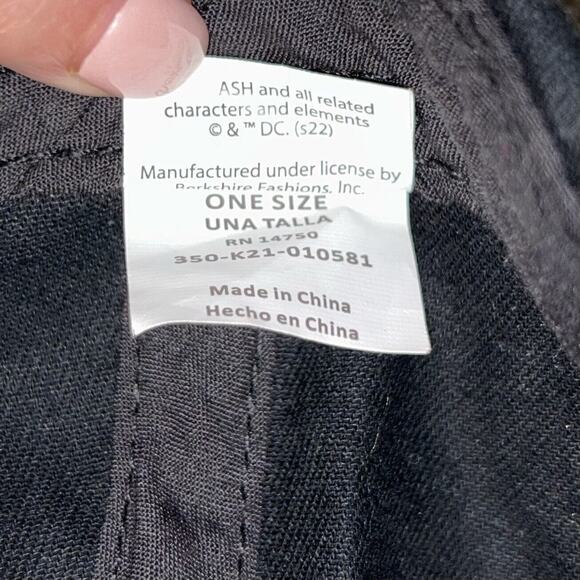 ASH and all related
characters and elements
© & ™ DC. (s22)
Manufactured under license by
Berkshire Fashions, Inc.
ONE SIZE
UNA TALLA
RN 14750
350-K21-010581
Made in China
Hecho en China